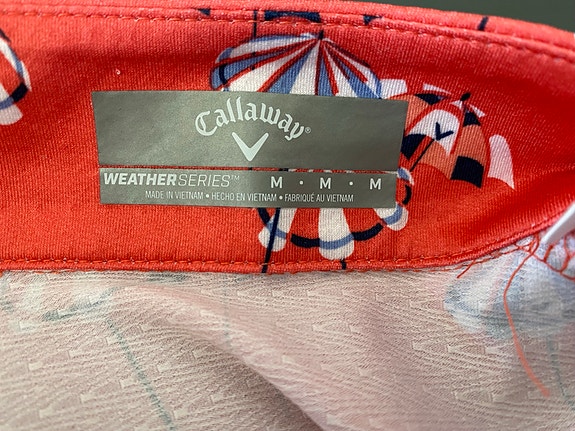 Callaway®
WEATHERSERIES™ M • M • M
MADE IN VIETNAM • HECHO EN VIETNAM • FABRIQUÉ AU VIETNAM